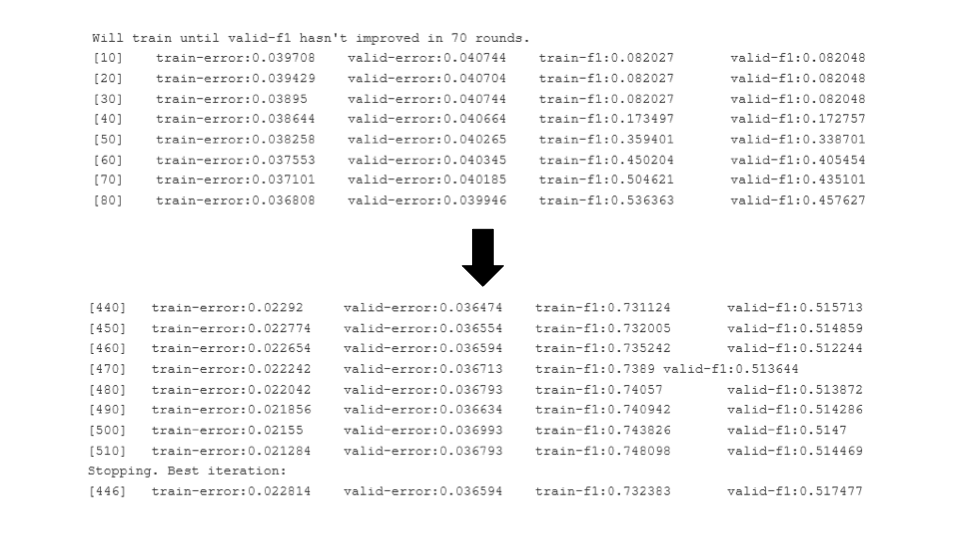 Will train until valid-f1 hasn't improved in 70 rounds.
[10] train-error:0.039708 valid-error:0.040744 train-f1:0.082027 valid-f1:0.082048
[20] train-error:0.039429 valid-error:0.040704 train-f1:0.082027 valid-f1:0.082048
[30] train-error:0.03895 valid-error:0.040744 train-f1:0.082027 valid-f1:0.082048
[40] train-error:0.038644 valid-error:0.040664 train-f1:0.173497 valid-f1:0.172757
[50] train-error:0.038258 valid-error:0.040265 train-f1:0.359401 valid-f1:0.338701
[60] train-error:0.037553 valid-error:0.040345 train-f1:0.450204 valid-f1:0.405454
[70] train-error:0.037101 valid-error:0.040185 train-f1:0.504621 valid-f1:0.435101
[80] train-error:0.036808 valid-error:0.039946 train-f1:0.536363 valid-f1:0.457627
[440] train-error:0.02292 valid-error:0.036474 train-f1:0.731124 valid-f1:0.515713
[450] train-error:0.022774 valid-error:0.036554 train-f1:0.732005 valid-f1:0.514859
[460] train-error:0.022654 valid-error:0.036594 train-f1:0.735242 valid-f1:0.512244
[470] train-error:0.022242 valid-error:0.036713 train-f1:0.7389 valid-f1:0.513644
[480] train-error:0.022042 valid-error:0.036793 train-f1:0.74057 valid-f1:0.513872
[490] train-error:0.021856 valid-error:0.036634 train-f1:0.740942 valid-f1:0.514286
[500] train-error:0.02155 valid-error:0.036993 train-f1:0.743826 valid-f1:0.5147
[510] train-error:0.021284 valid-error:0.036793 train-f1:0.748098 valid-f1:0.514469
Stopping. Best iteration:
[446] train-error:0.022814 valid-error:0.036594 train-f1:0.732383 valid-f1:0.517477